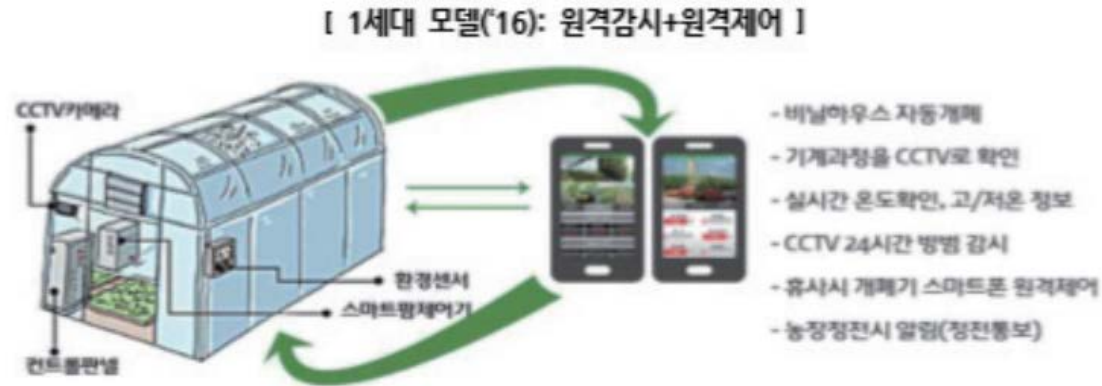 [ 1세대 모델('16): 원격감시+원격제어 ]
CCTV카메라
환경센서
스마트팜제어기
컨트롤판넬
- 비닐하우스 자동개폐
- 기계과정을 CCTV로 확인
- 실시간 온도확인, 고/저온 정보
- CCTV 24시간 방범 감시
- 휴사시 개폐기 스마트폰 원격제어
- 농장정전시 알림(정전통보)